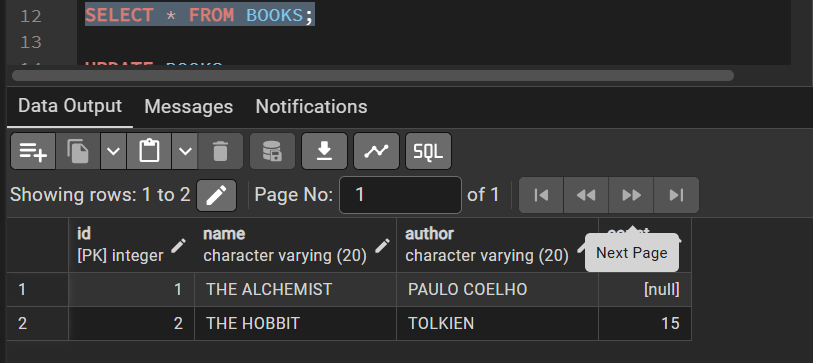 12
SELECT * FROM BOOKS;
13
Data Output Messages Notifications
SQL
Showing rows: 1 to 2 Page No: 1 of 1
id name author
[PK] integer character varying (20) character varying (20)
Next Page
1 1 THE ALCHEMIST PAULO COELHO [null]
2 2 THE HOBBIT TOLKIEN 15